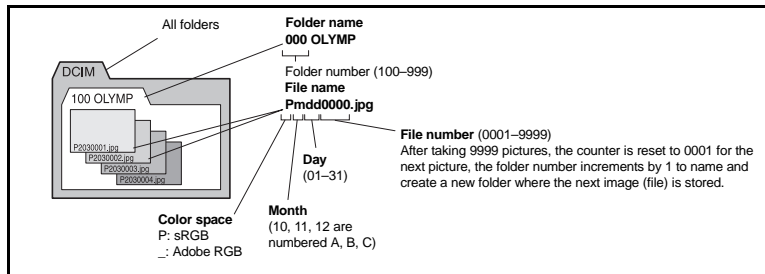 All folders
DCIM
100 OLYMP
P2030001.jpg
P2030002.jpg
P2030003.jpg
P2030004.jpg
Folder name
000 OLYMP
Folder number (100–999)
File name
Pmdd0000.jpg
Color space
P: sRGB
_: Adobe RGB
Month
(10, 11, 12 are
numbered A, B, C)
Day
(01–31)
File number (0001–9999)
After taking 9999 pictures, the counter is reset to 0001 for the
next picture, the folder number increments by 1 to name and
create a new folder where the next image (file) is stored.